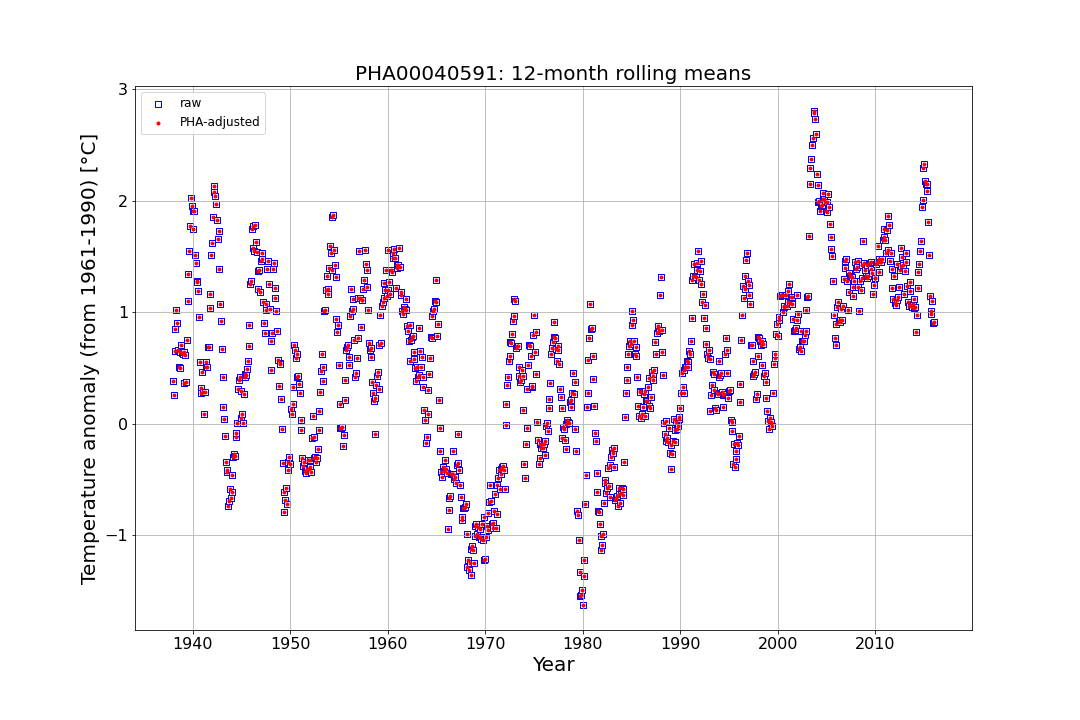 PHA00040591: 12-month rolling means
3
raw
PHA-adjusted
2
1
0
−1
Temperature anomaly (from 1961-1990) [°C]
1940 1950 1960 1970 1980 1990 2000 2010
Year